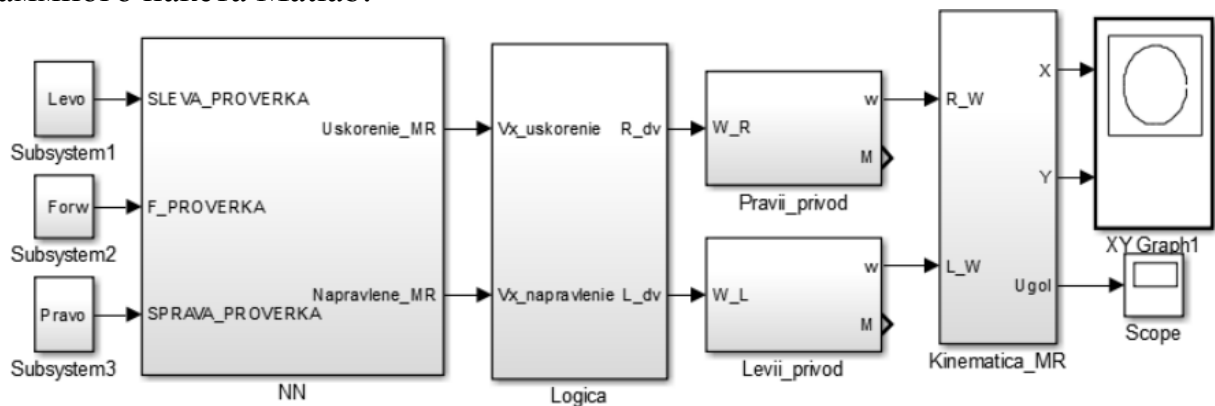 Levo
Subsystem1
Forw
Subsystem2
Pravo
Subsystem3
SLEVA_PROVERKA
F_PROVERKA
SPRAVA_PROVERKA
Uskorenie_MR
Napravlene_MR
NN
Vx_uskorenie
Vx_napravlenie
R_dv
L_dv
Logica
W_R
w
M
Pravii_privod
W_L
w
M
Levii_privod
R_W
L_W
X
Y
Ugol
Kinematica_MR
XY Graph1
Scope